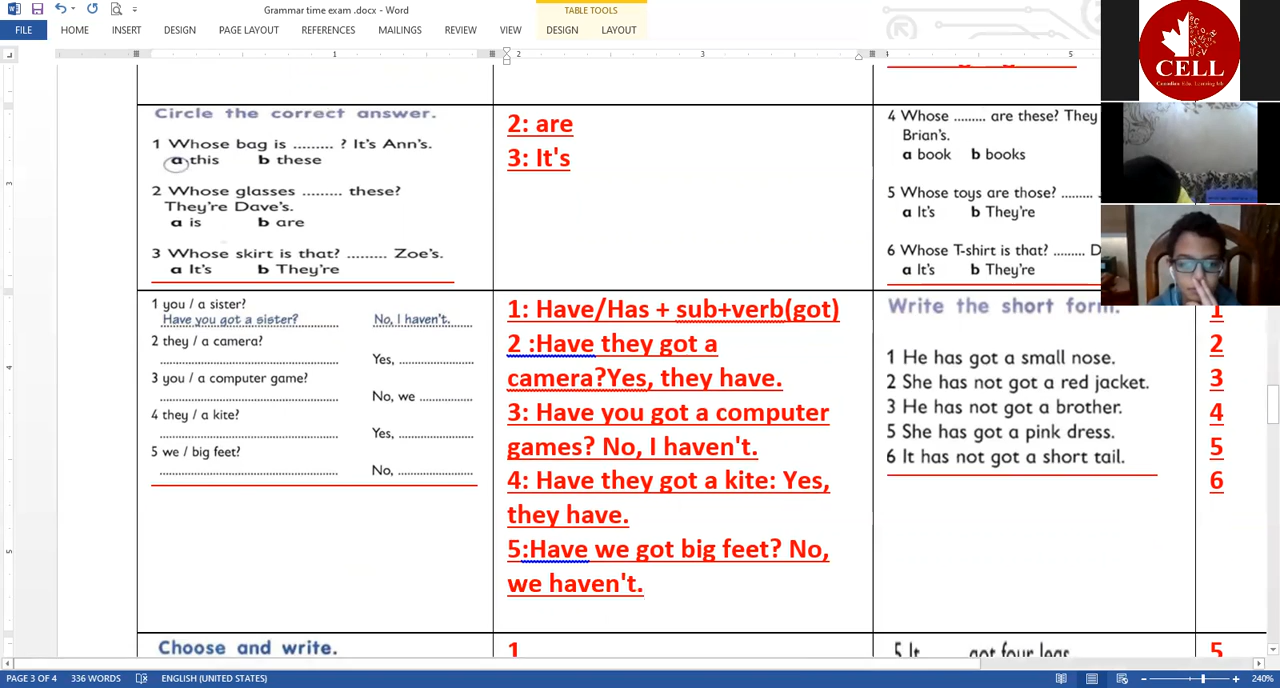 Grammar time exam .docx - Word
TABLE TOOLS
FILE HOME INSERT DESIGN PAGE LAYOUT REFERENCES MAILINGS REVIEW VIEW DESIGN LAYOUT
1 2 3 4 5
CELL
Circle the correct answer.
1 Whose bag is ......... ? It's Ann's.
a this b these
2 Whose glasses ......... these?
They're Dave's.
a is b are
3 Whose skirt is that? ......... Zoe's.
a It's b They're
2: are
3: It's
4 Whose ......... are these? They
Brian's.
a book b books
5 Whose toys are those? .........
a It's b They're
6 Whose T-shirt is that? ......... D
a It's b They're
1 you / a sister?
Have you got a sister? No, I haven't.
2 they / a camera?
Yes, ....................
3 you / a computer game?
No, we ..............
4 they / a kite?
Yes, ....................
5 we / big feet?
No, ....................
1: Have/Has + sub+verb(got)
2 :Have they got a
camera?Yes, they have.
3: Have you got a computer
games? No, I haven't.
4: Have they got a kite: Yes,
they have.
5:Have we got big feet? No,
we haven't.
Write the short form.
1 He has got a small nose.
2 She has not got a red jacket.
3 He has not got a brother.
5 She has got a pink dress.
6 It has not got a short tail.
1
2
3
4
5
6
Choose and write.
1
5 It got four legs
5
PAGE 3 OF 4 336 WORDS ENGLISH (UNITED STATES) 240%